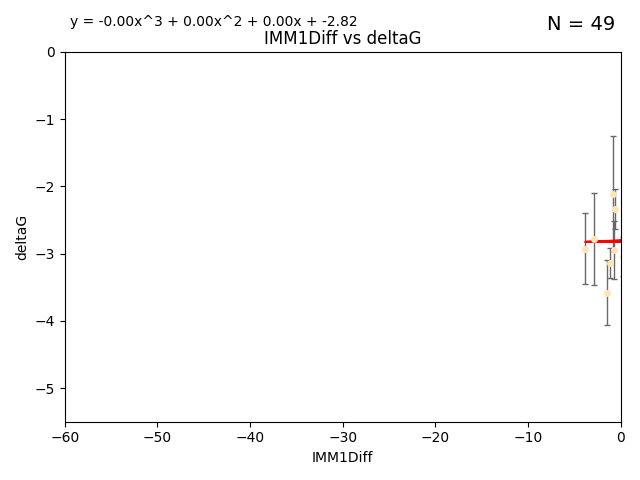 y = -0.00x^3 + 0.00x^2 + 0.00x + -2.82
N = 49
IMM1Diff vs deltaG
0
−1
−2
−3
−4
−5
deltaG
−60
−50
−40
−30
−20
−10
0
IMM1Diff